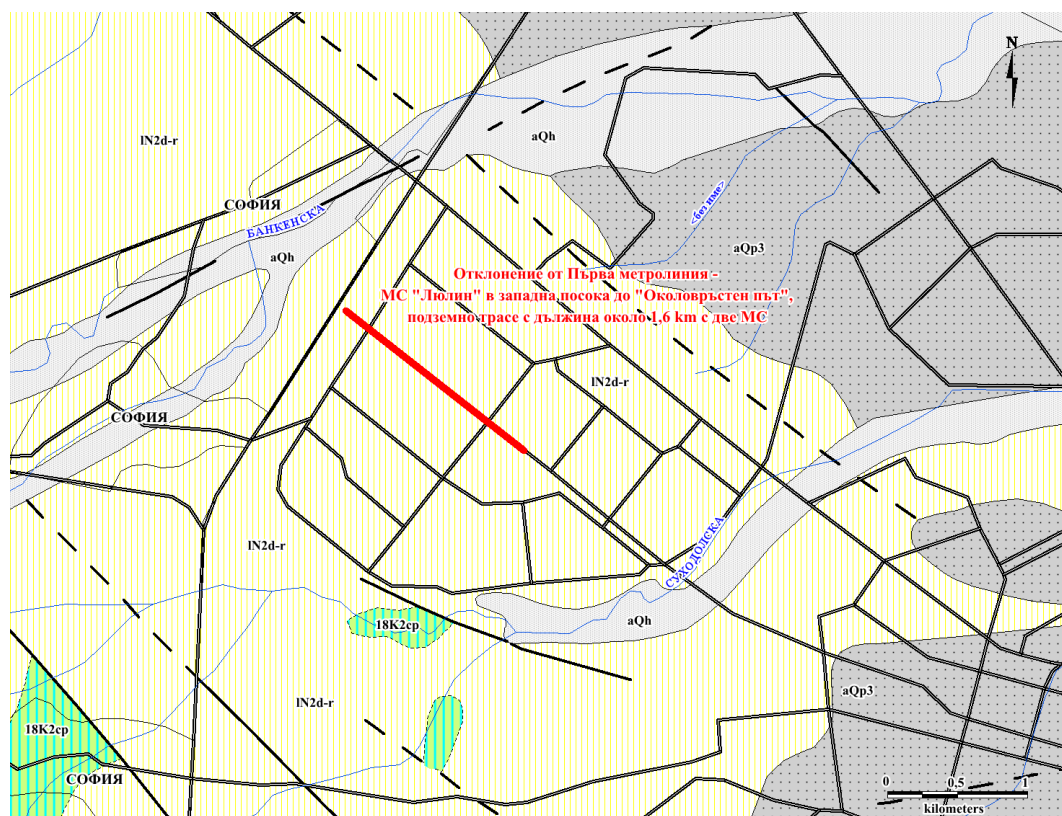 N
lN2d-r
aQh
СОФИЯ
БАНКЕНСКА
<без име>
aQh
aQp3
Отклонение от Първа метролиния -
МС "Люлин" в западна посока до "Околовръстен път",
подземно трасе с дължина около 1,6 km с две МС
lN2d-r
СОФИЯ
СУХОДОЛСКА
lN2d-r
18K2cp
aQh
lN2d-r
aQp3
18K2cp
СОФИЯ
0 0,5 1
kilometers